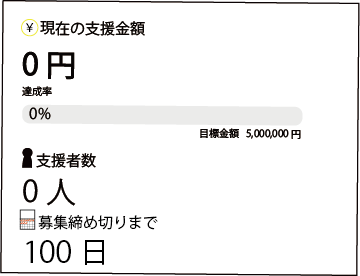 ¥ 現在の支援金額
0 円
達成率
0%
目標金額 5,000,000 円
支援者数
0 人
募集締め切りまで
100 日